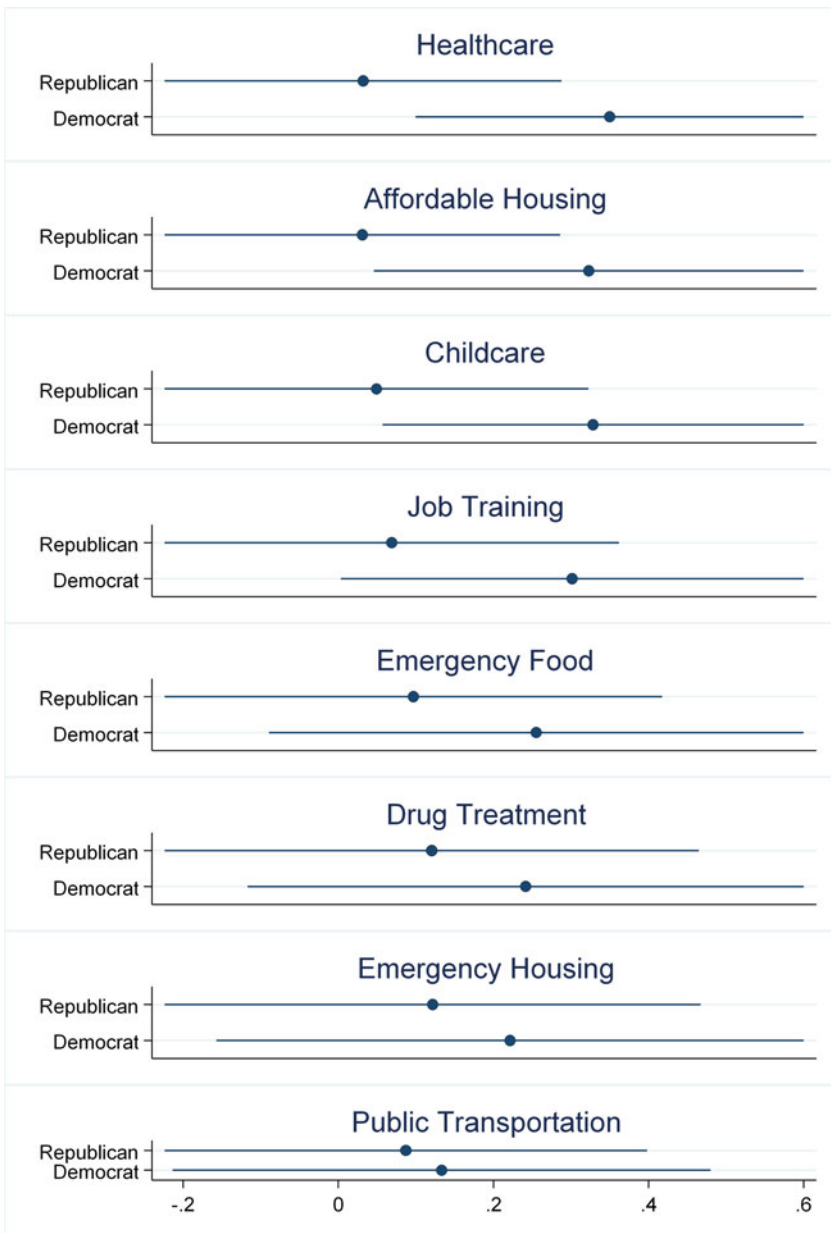 Healthcare
Republican
Democrat
Affordable Housing
Republican
Democrat
Childcare
Republican
Democrat
Job Training
Republican
Democrat
Emergency Food
Republican
Democrat
Drug Treatment
Republican
Democrat
Emergency Housing
Republican
Democrat
Public Transportation
Republican
Democrat
-.2 0 .2 .4 .6